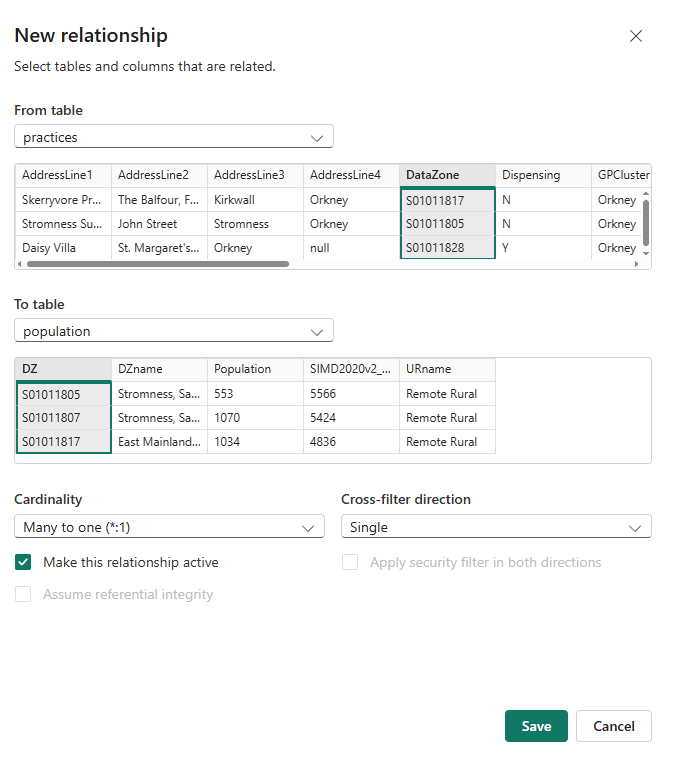 New relationship
Select tables and columns that are related.
From table
practices
AddressLine1 AddressLine2 AddressLine3 AddressLine4 DataZone Dispensing GPCluster
Skerryvore Pr... The Balfour, F... Kirkwall Orkney S01011817 N Orkney
Stromness Su... John Street Stromness Orkney S01011805 N Orkney
Daisy Villa St. Margaret's... Orkney null S01011828 Y Orkney
To table
population
DZ DZname Population SIMD2020v2_... URname
S01011805 Stromness, Sa... 553 5566 Remote Rural
S01011807 Stromness, Sa... 1070 5424 Remote Rural
S01011817 East Mainland... 1034 4836 Remote Rural
Cardinality Cross-filter direction
Many to one (*:1) Single
Make this relationship active Apply security filter in both directions
Assume referential integrity
Save Cancel